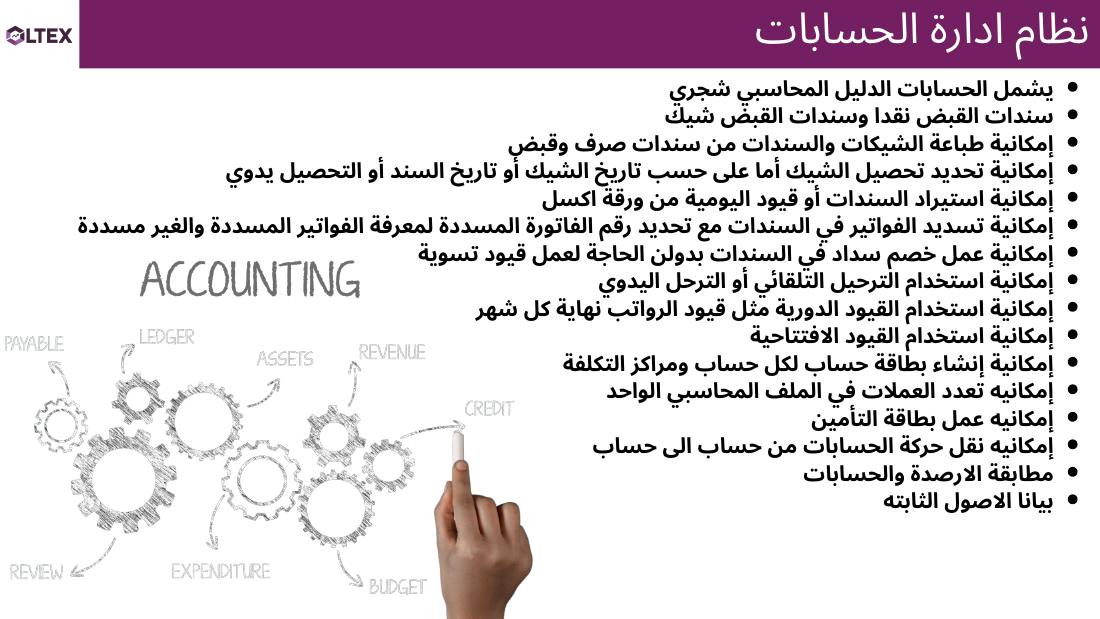 نظام ادارة الحسابات
OLTEX
يشمل الحسابات الدليل المحاسبي شجري
سندات القبض نقدا وسندات القبض شيك
إمكانية طباعة الشيكات والسندات من سندات صرف وقبض
إمكانية تحديد تحصيل الشيك أما على حسب تاريخ الشيك أو تاريخ السند أو التحصيل يدوي
إمكانية استيراد السندات أو قيود اليومية من ورقة اكسل
إمكانية تسديد الفواتير في السندات مع تحديد رقم الفاتورة المسددة لمعرفة الفواتير المسددة والغير مسددة
إمكانية عمل خصم سداد في السندات بدولن الحاجة لعمل قيود تسوية
إمكانية استخدام الترحيل التلقائي أو الترحل اليدوي
إمكانية استخدام القيود الدورية مثل قيود الرواتب نهاية كل شهر
إمكانية استخدام القيود الافتتاحية
إمكانية إنشاء بطاقة حساب لكل حساب ومراكز التكلفة
إمكانيه تعدد العملات في الملف المحاسبي الواحد
إمكانيه عمل بطاقة التأمين
إمكانيه نقل حركة الحسابات من حساب الى حساب
مطابقة الارصدة والحسابات
بيانا الاصول الثابته
ACCOUNTING
PAYABLE
LEDGER
ASSETS
REVENUE
CREDIT
REVIEW
EXPENDITURE
BUDGET